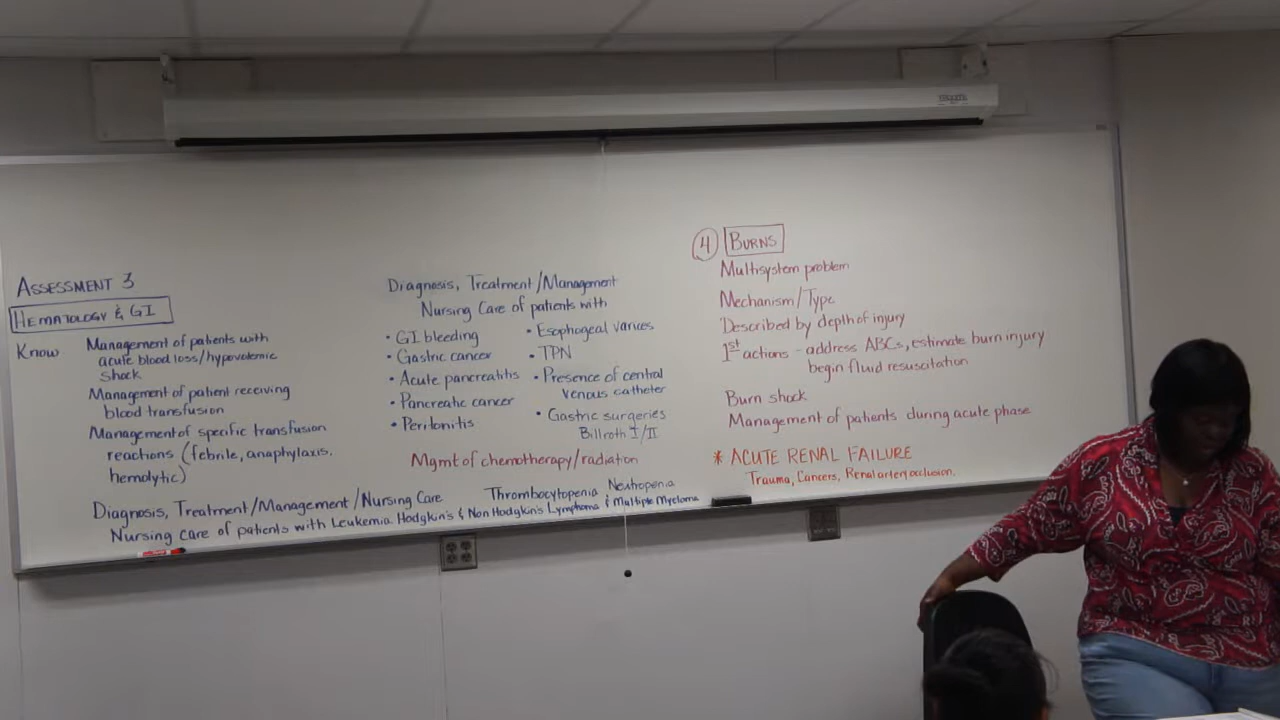 ASSESSMENT 3
HEMATOLOGY & GI
Know Management of patients with
acute blood loss/hypovolemic
shock
Management of patient receiving
blood transfusion
Management of specific transfusion
reactions (febrile, anaphylaxis,
hemolytic)
Diagnosis, Treatment/Management/Nursing Care
Nursing care of patients with Leukemia Hodgkin's & Non Hodgkin's Lymphoma & Multiple Myeloma
Thrombocytopenia Neutropenia
Diagnosis, Treatment/Management
Nursing Care of patients with
• GI bleeding
• Gastric cancer
• Acute pancreatitis
• Pancreatic cancer
• Peritonitis
• Esophogeal varices
• TPN
• Presence of central
venous catheter
• Gastric surgeries
Billroth I/II
Mgmt of chemotherapy/radiation
4 BURNS
Multisystem problem
Mechanism/Type
Described by depth of injury
1st actions - address ABCs, estimate burn injury
begin fluid resuscitation
Burn shock
Management of patients during acute phase
* ACUTE RENAL FAILURE
Trauma, Cancers, Renal artery occlusion.